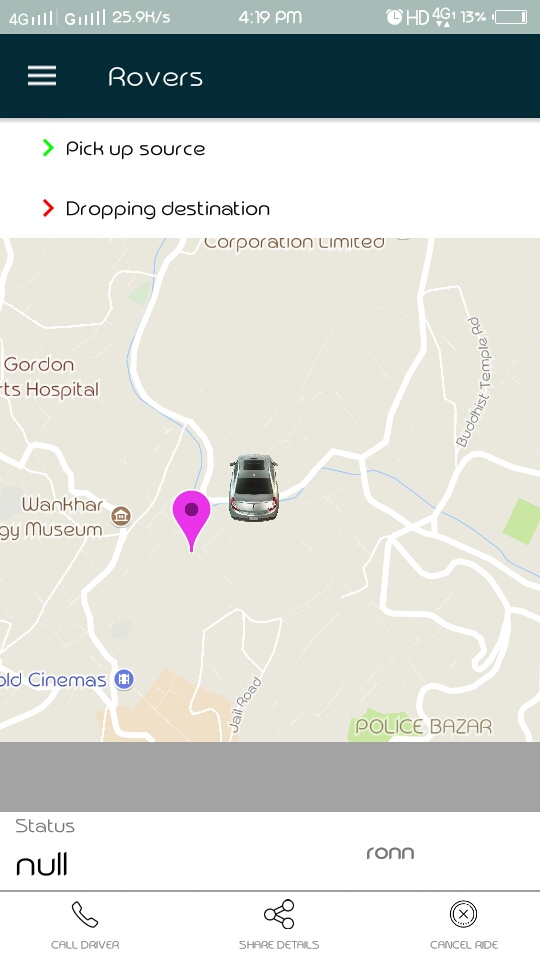 4G G 25.9K/s 4:19 PM HD 4G 13%
Rovers
Pick up source
Dropping destination
Corporation Limited
Buddhist Temple Rd
Gordon
rts Hospital
Wankhar
gy Museum
old Cinemas
Jail Road
POLICE BAZAR
Status
null
ronn
CALL DRIVER SHARE DETAILS CANCEL RIDE